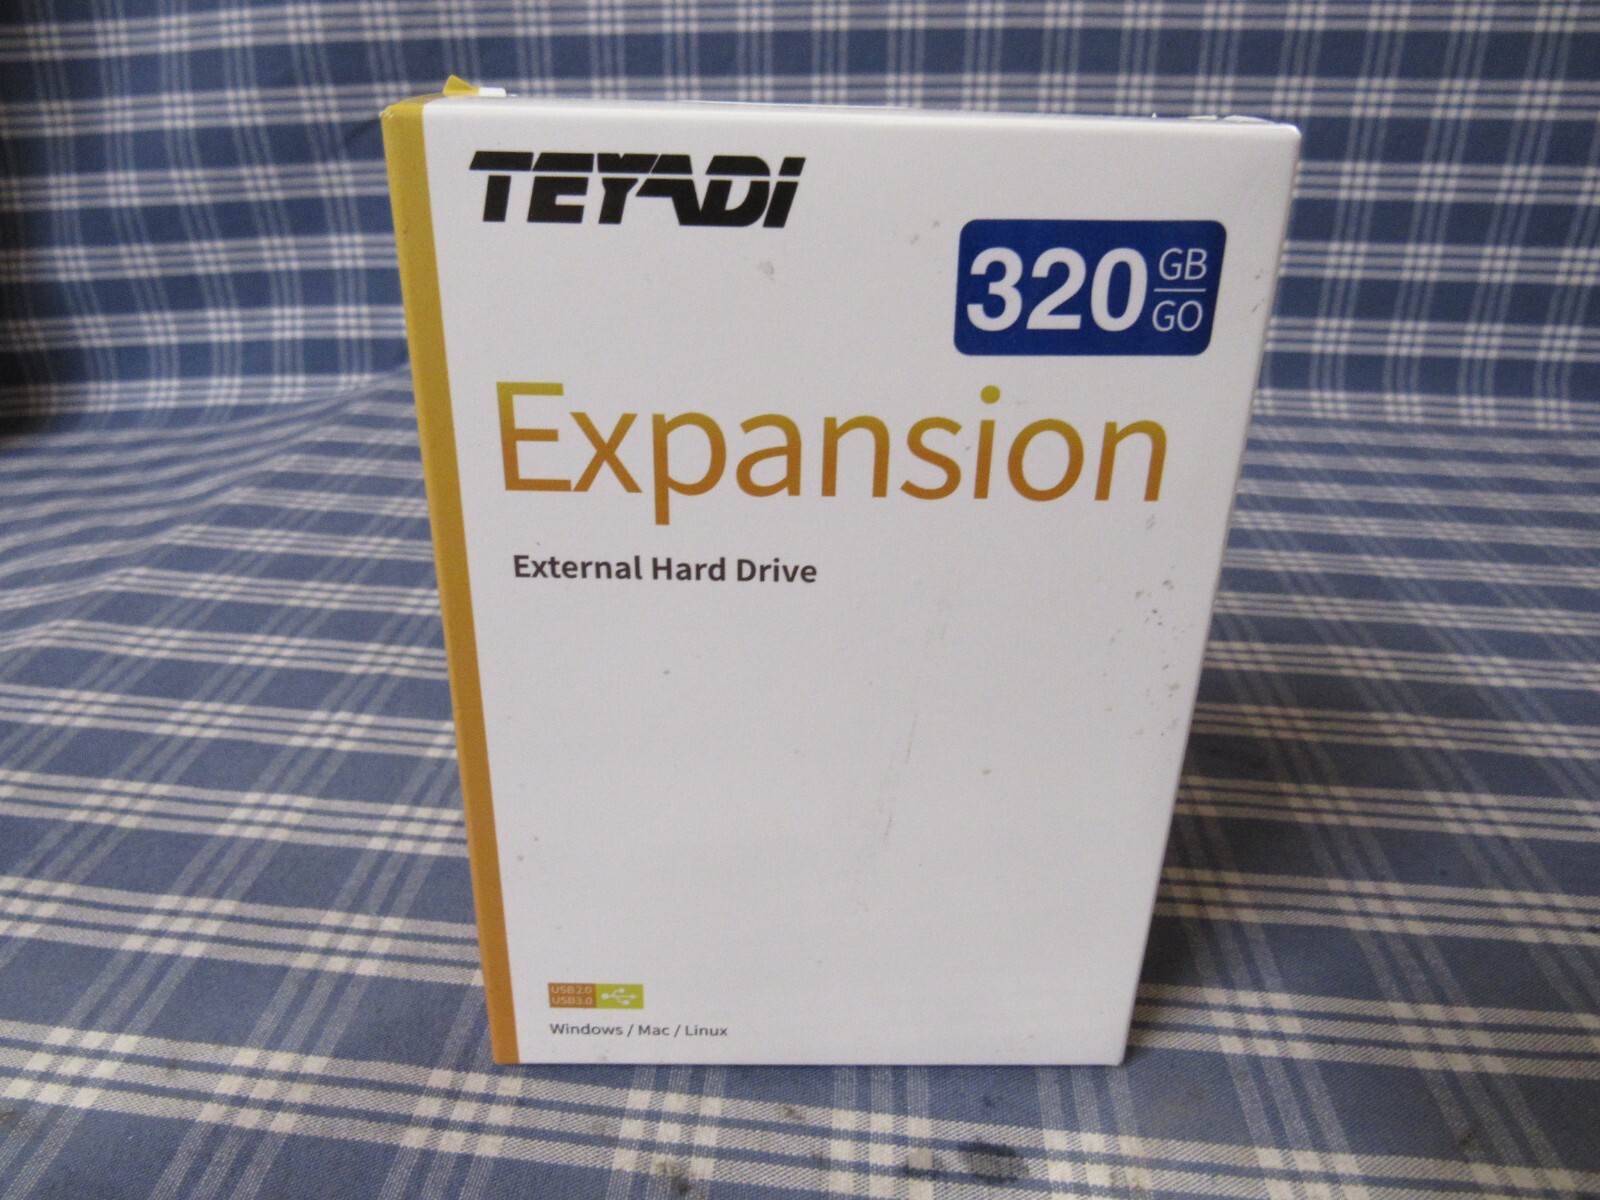 TEYADI
320 GB
GO
Expansion
External Hard Drive
USB2.0
USB3.0
Windows / Mac / Linux